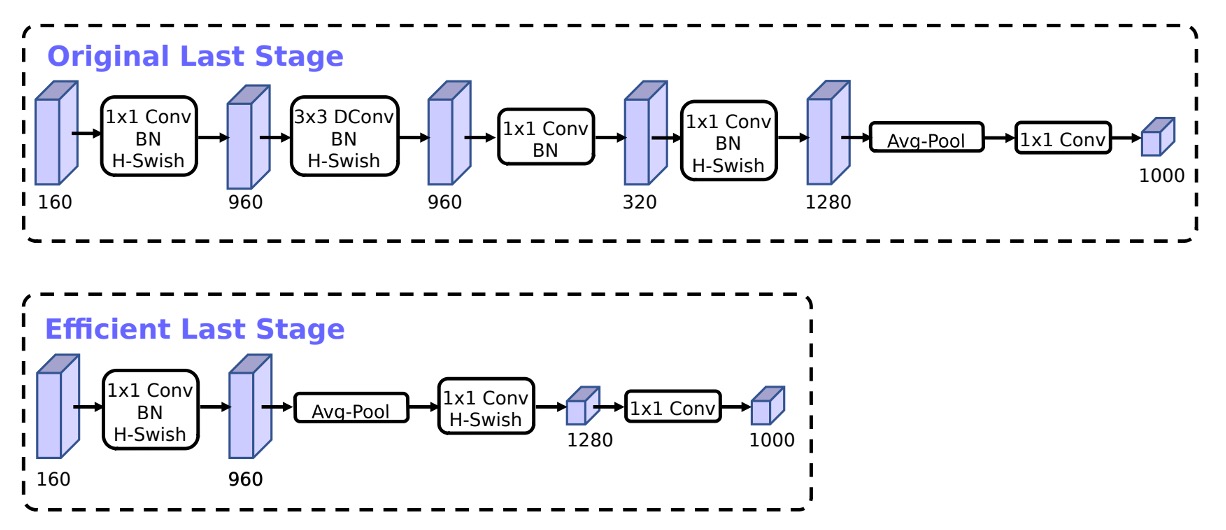 Original Last Stage
1x1 Conv
BN
H-Swish
3x3 DConv
BN
H-Swish
1x1 Conv
BN
1x1 Conv
BN
H-Swish
Avg-Pool
1x1 Conv
160
960
960
320
1280
1000
Efficient Last Stage
1x1 Conv
BN
H-Swish
Avg-Pool
1x1 Conv
H-Swish
1x1 Conv
160
960
1280
1000